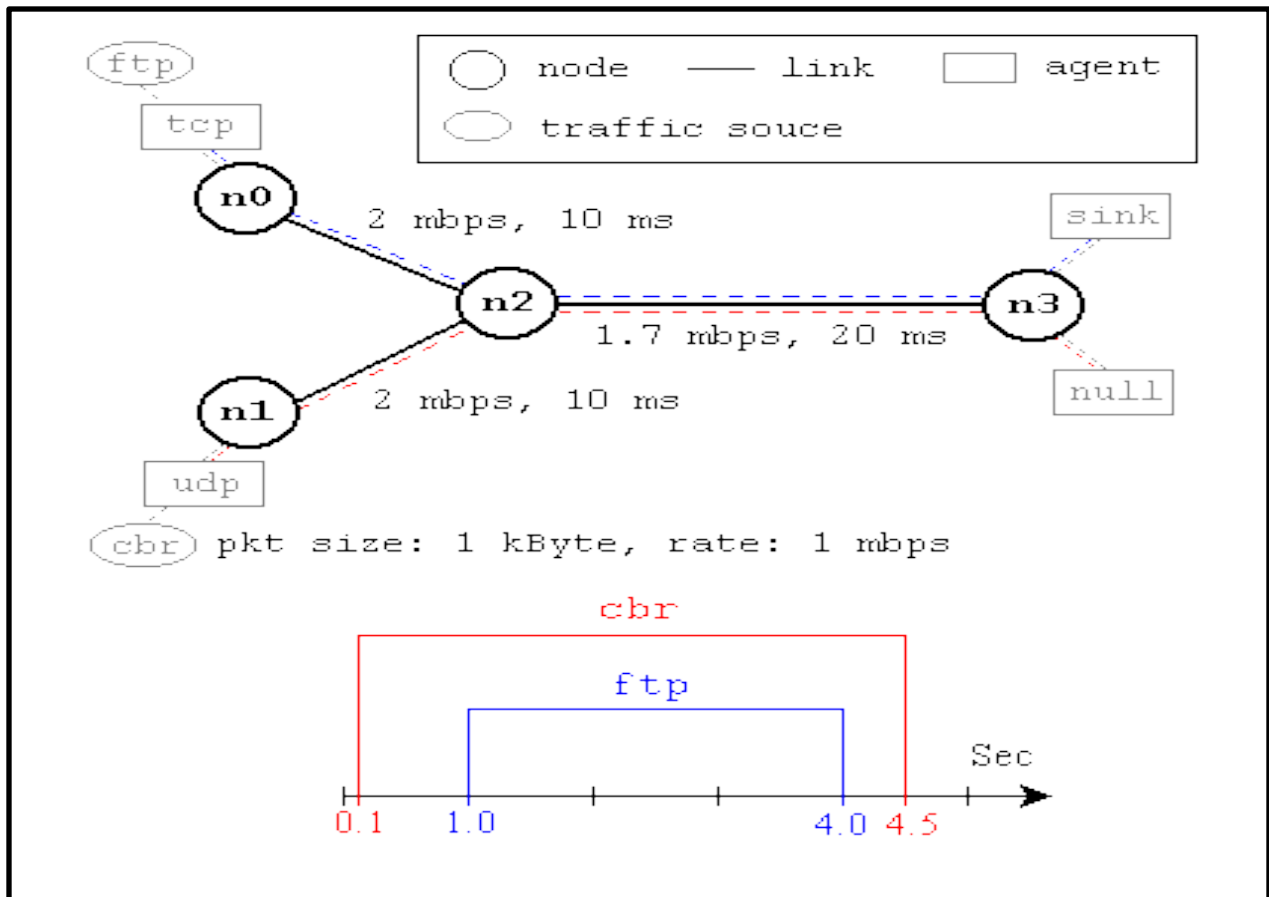 ftp
node link agent
tcp
traffic souce
n0
2 mbps, 10 ms
sink
n2
n3
1.7 mbps, 20 ms
2 mbps, 10 ms
null
n1
udp
cbr pkt size: 1 kByte, rate: 1 mbps
cbr
ftp
Sec
0.1 1.0 4.0 4.5